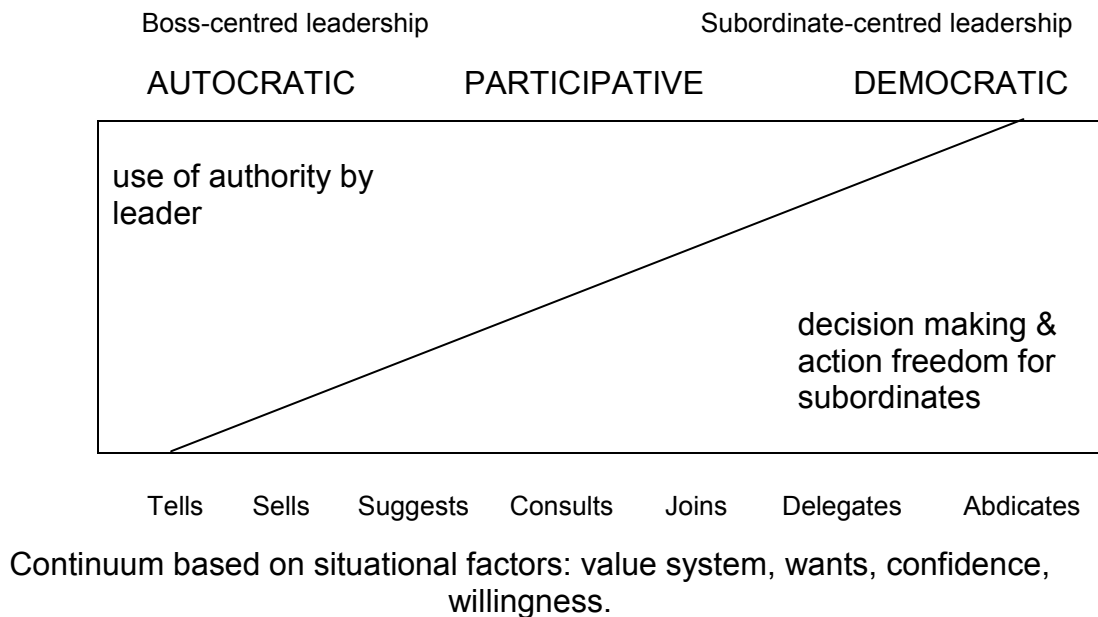 Boss-centred leadership Subordinate-centred leadership
AUTOCRATIC PARTICIPATIVE DEMOCRATIC
use of authority by
leader
decision making &
action freedom for
subordinates
Tells Sells Suggests Consults Joins Delegates Abdicates
Continuum based on situational factors: value system, wants, confidence,
willingness.